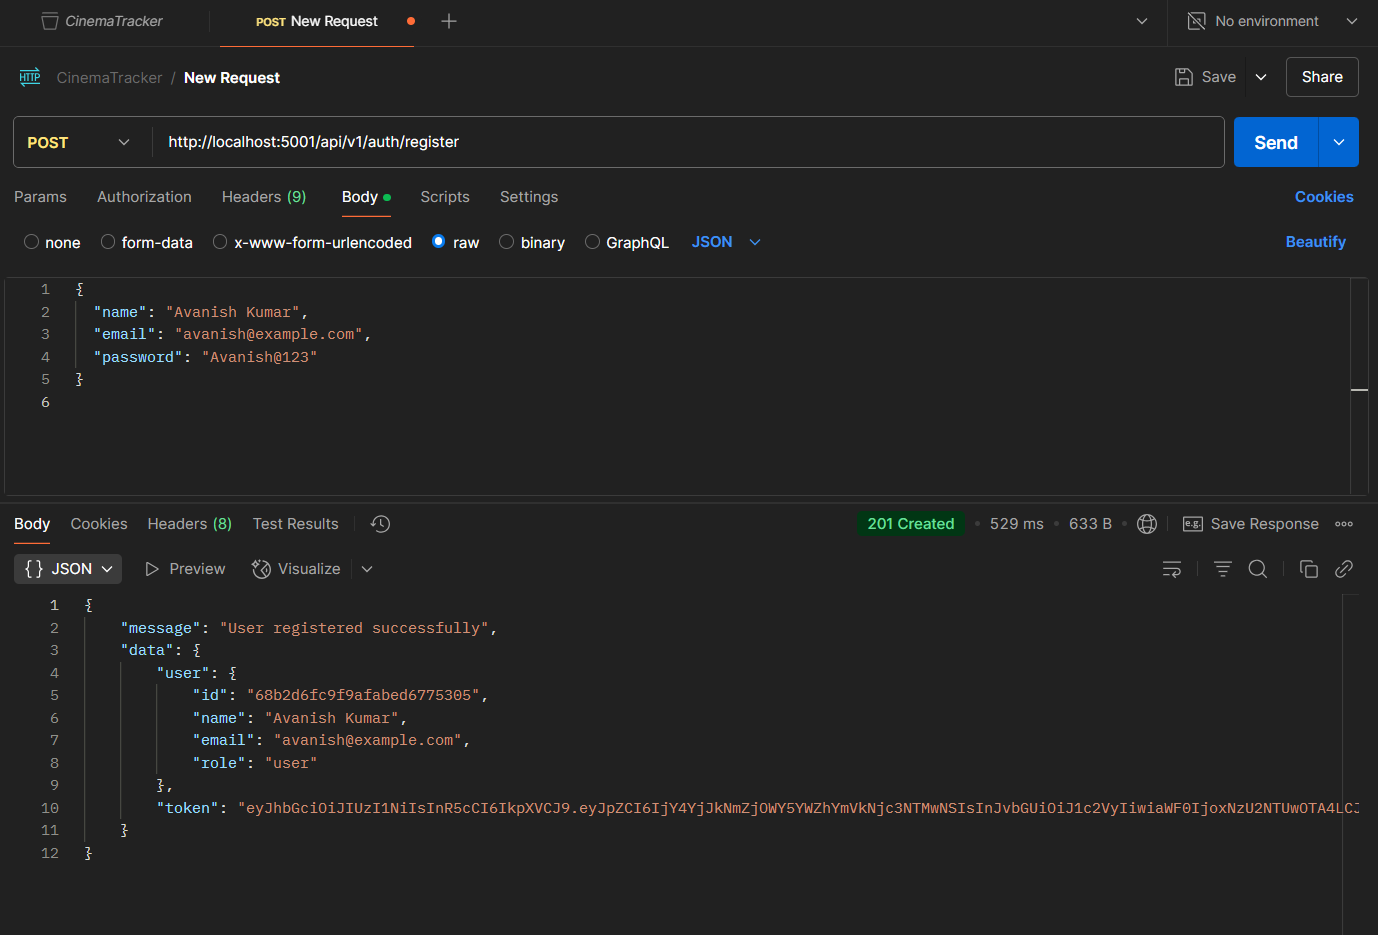 CinemaTracker
POST New Request
No environment
HTTP CinemaTracker / New Request
Save
Share
POST
http://localhost:5001/api/v1/auth/register
Send
Params Authorization Headers (9) Body Scripts Settings
Cookies
none form-data x-www-form-urlencoded raw binary GraphQL JSON
Beautify
1 {
2 "name": "Avanish Kumar",
3 "email": "avanish@example.com",
4 "password": "Avanish@123"
5 }
6
Body Cookies Headers (8) Test Results
201 Created • 529 ms • 633 B •
e.g. Save Response
{} JSON Preview Visualize
1 {
2 "message": "User registered successfully",
3 "data": {
4 "user": {
5 "id": "68b2d6fc9f9afabed6775305",
6 "name": "Avanish Kumar",
7 "email": "avanish@example.com",
8 "role": "user"
9 },
10 "token": "eyJhbGciOiJIUzI1NiIsInR5cCI6IkpXVCJ9.eyJpZCI6IjY4YjJkNmZjOWY5YWZhYmVkNjc3NTMwNSIsInJvbGUiOiJ1c2VyIiwiaWF0IjoxNzU2NTUwOTA4LCJ
11 }
12 }